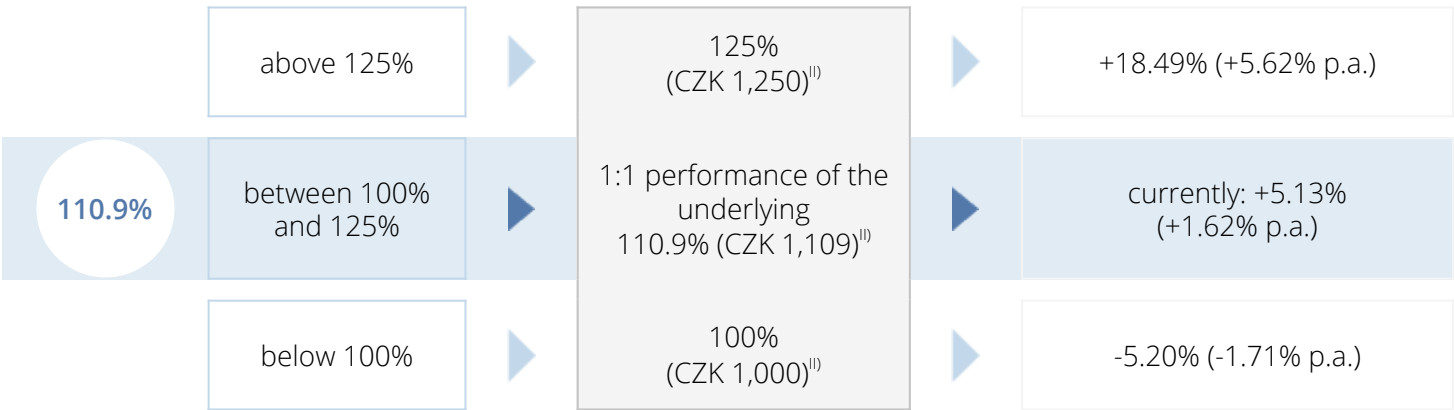 above 125%
125%
(CZK 1,250)II)
+18.49% (+5.62% p.a.)
110.9%
between 100%
and 125%
1:1 performance of the
underlying
110.9% (CZK 1,109)II)
currently: +5.13%
(+1.62% p.a.)
below 100%
100%
(CZK 1,000)II)
-5.20% (-1.71% p.a.)